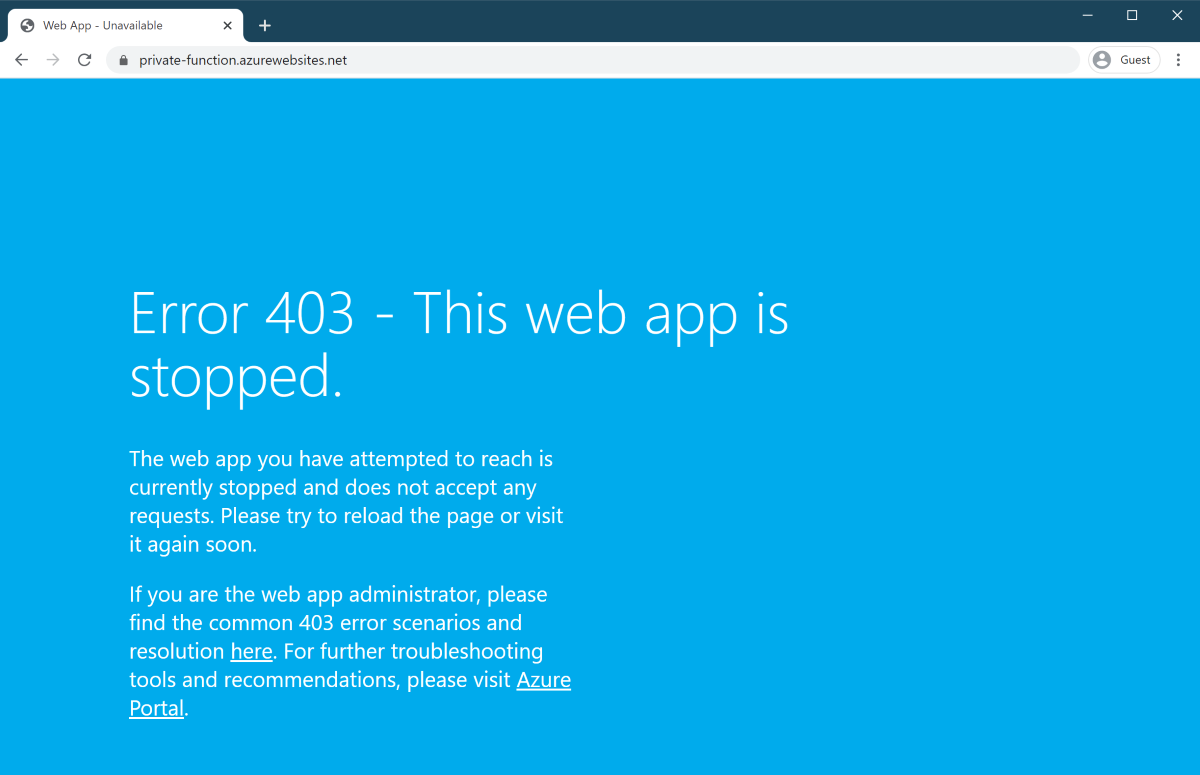 Web App - Unavailable
private-function.azurewebsites.net
Guest
Error 403 - This web app is
stopped.
The web app you have attempted to reach is
currently stopped and does not accept any
requests. Please try to reload the page or visit
it again soon.
If you are the web app administrator, please
find the common 403 error scenarios and
resolution here. For further troubleshooting
tools and recommendations, please visit Azure
Portal.